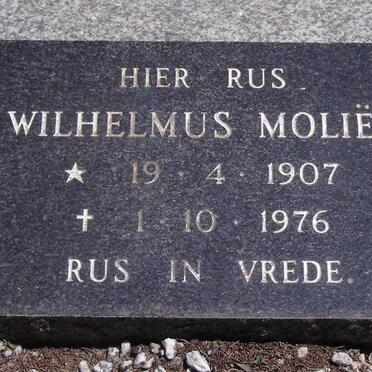 HIER RUS
WILHELMUS MOLIË
★ 19 · 4 · 1907
✝ 1 · 10 · 1976
RUS IN VREDE.